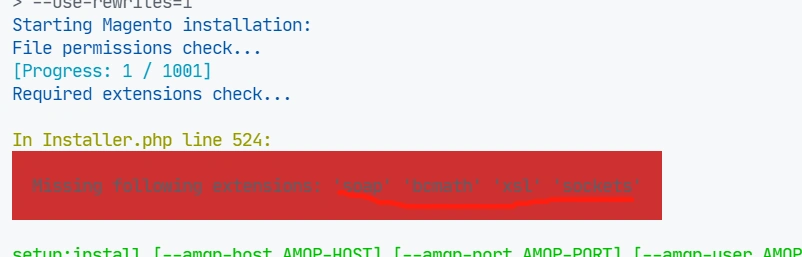 > --use-rewrites=1
Starting Magento installation:
File permissions check...
[Progress: 1 / 1001]
Required extensions check...
In Installer.php line 524:
Missing following extensions: 'soap' 'bcmath' 'xsl' 'sockets'
setup:install [--amqp-host AMQP-HOST] [--amqp-port AMQP-PORT] [--amqp-user AMQP